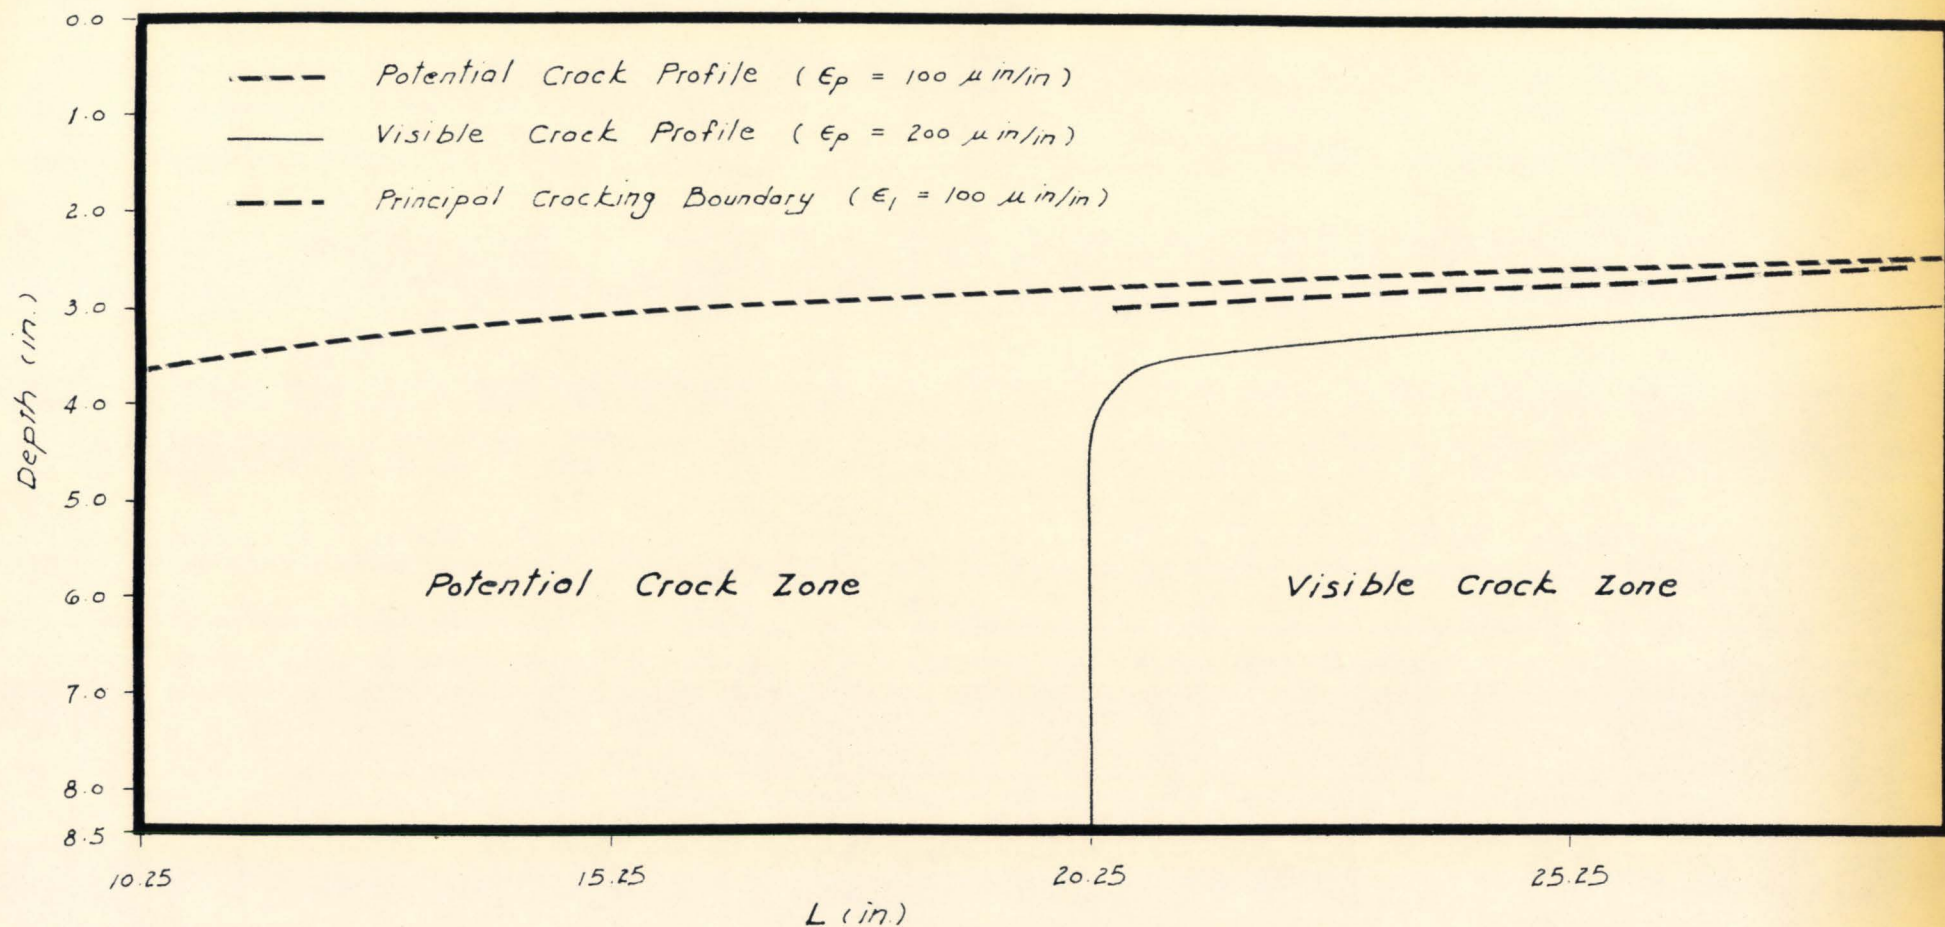 0.0
Potential Crack Profile ( ϵp = 100 μ in/in )
1.0
Visible Crack Profile ( ϵp = 200 μ in/in )
2.0
Principal Cracking Boundary ( ϵ1 = 100 μ in/in )
3.0
Depth (in.)
4.0
5.0
6.0
Potential Crack Zone
Visible Crack Zone
7.0
8.0
8.5
10.25
15.25
20.25
25.25
L (in.)